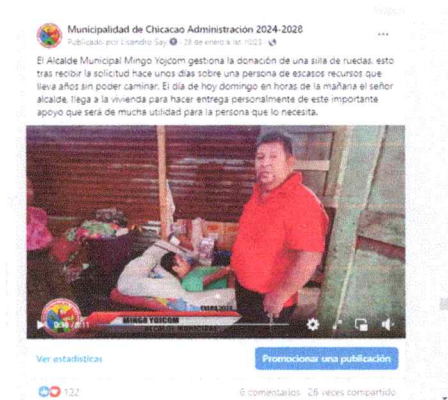 Municipalidad de Chicacao Administración 2024-2028
Publicado por Lisandro Say · 28 de enero a las 10:23 ·
El Alcalde Municipal Mingo Yojcom gestiona la donación de una silla de ruedas, esto
tras recibir la solicitud hace unos días sobre una persona de escasos recursos que
lleva años sin poder caminar. El día de hoy domingo en horas de la mañana el señor
alcalde, llega a la vivienda para hacer entrega personalmente de este importante
apoyo que será de mucha utilidad para la persona que lo necesita.
ENERO 2024
MINGO YOJCOM
Ver estadísticas
Promocionar una publicación
122
6 comentarios 26 veces compartido